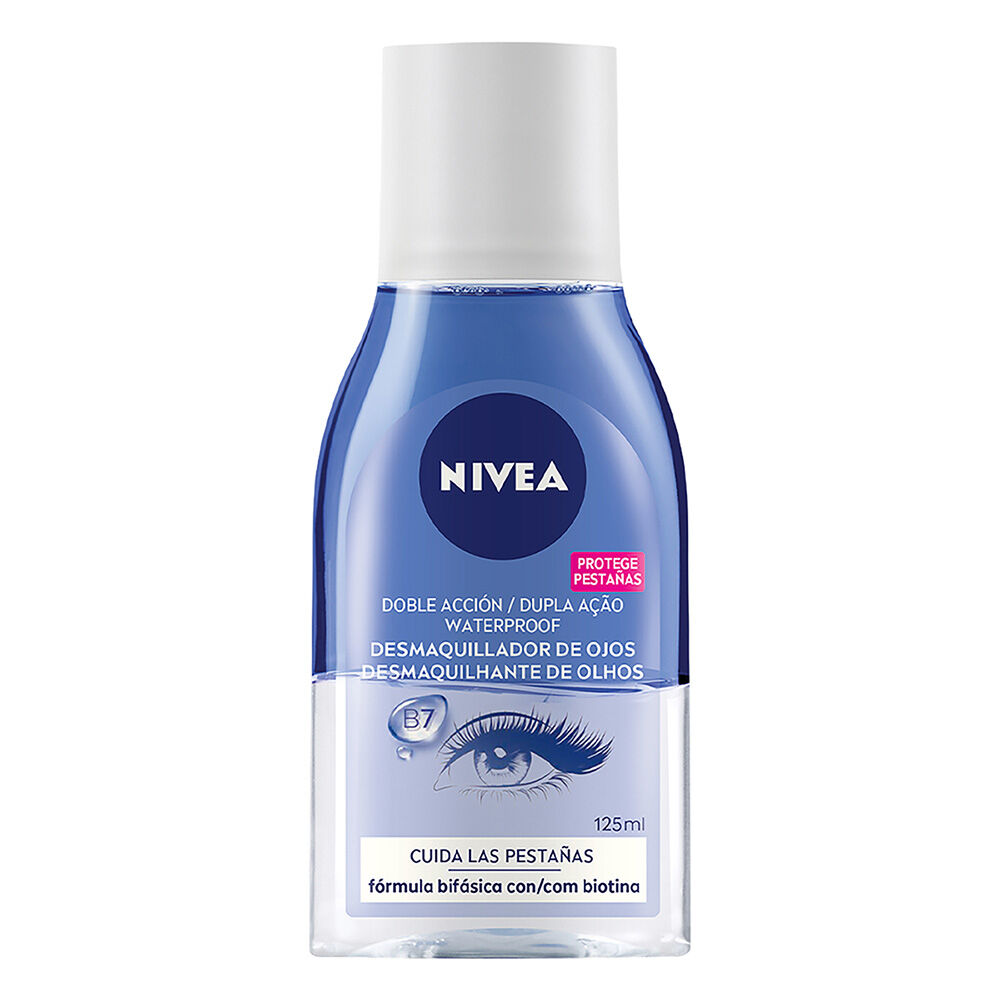 NIVEA
PROTEGE
PESTAÑAS
DOBLE ACCIÓN / DUPLA AÇÃO
WATERPROOF
DESMAQUILLADOR DE OJOS
DESMAQUILHANTE DE OLHOS
B7
125ml
CUIDA LAS PESTAÑAS
fórmula bifásica con/com biotina